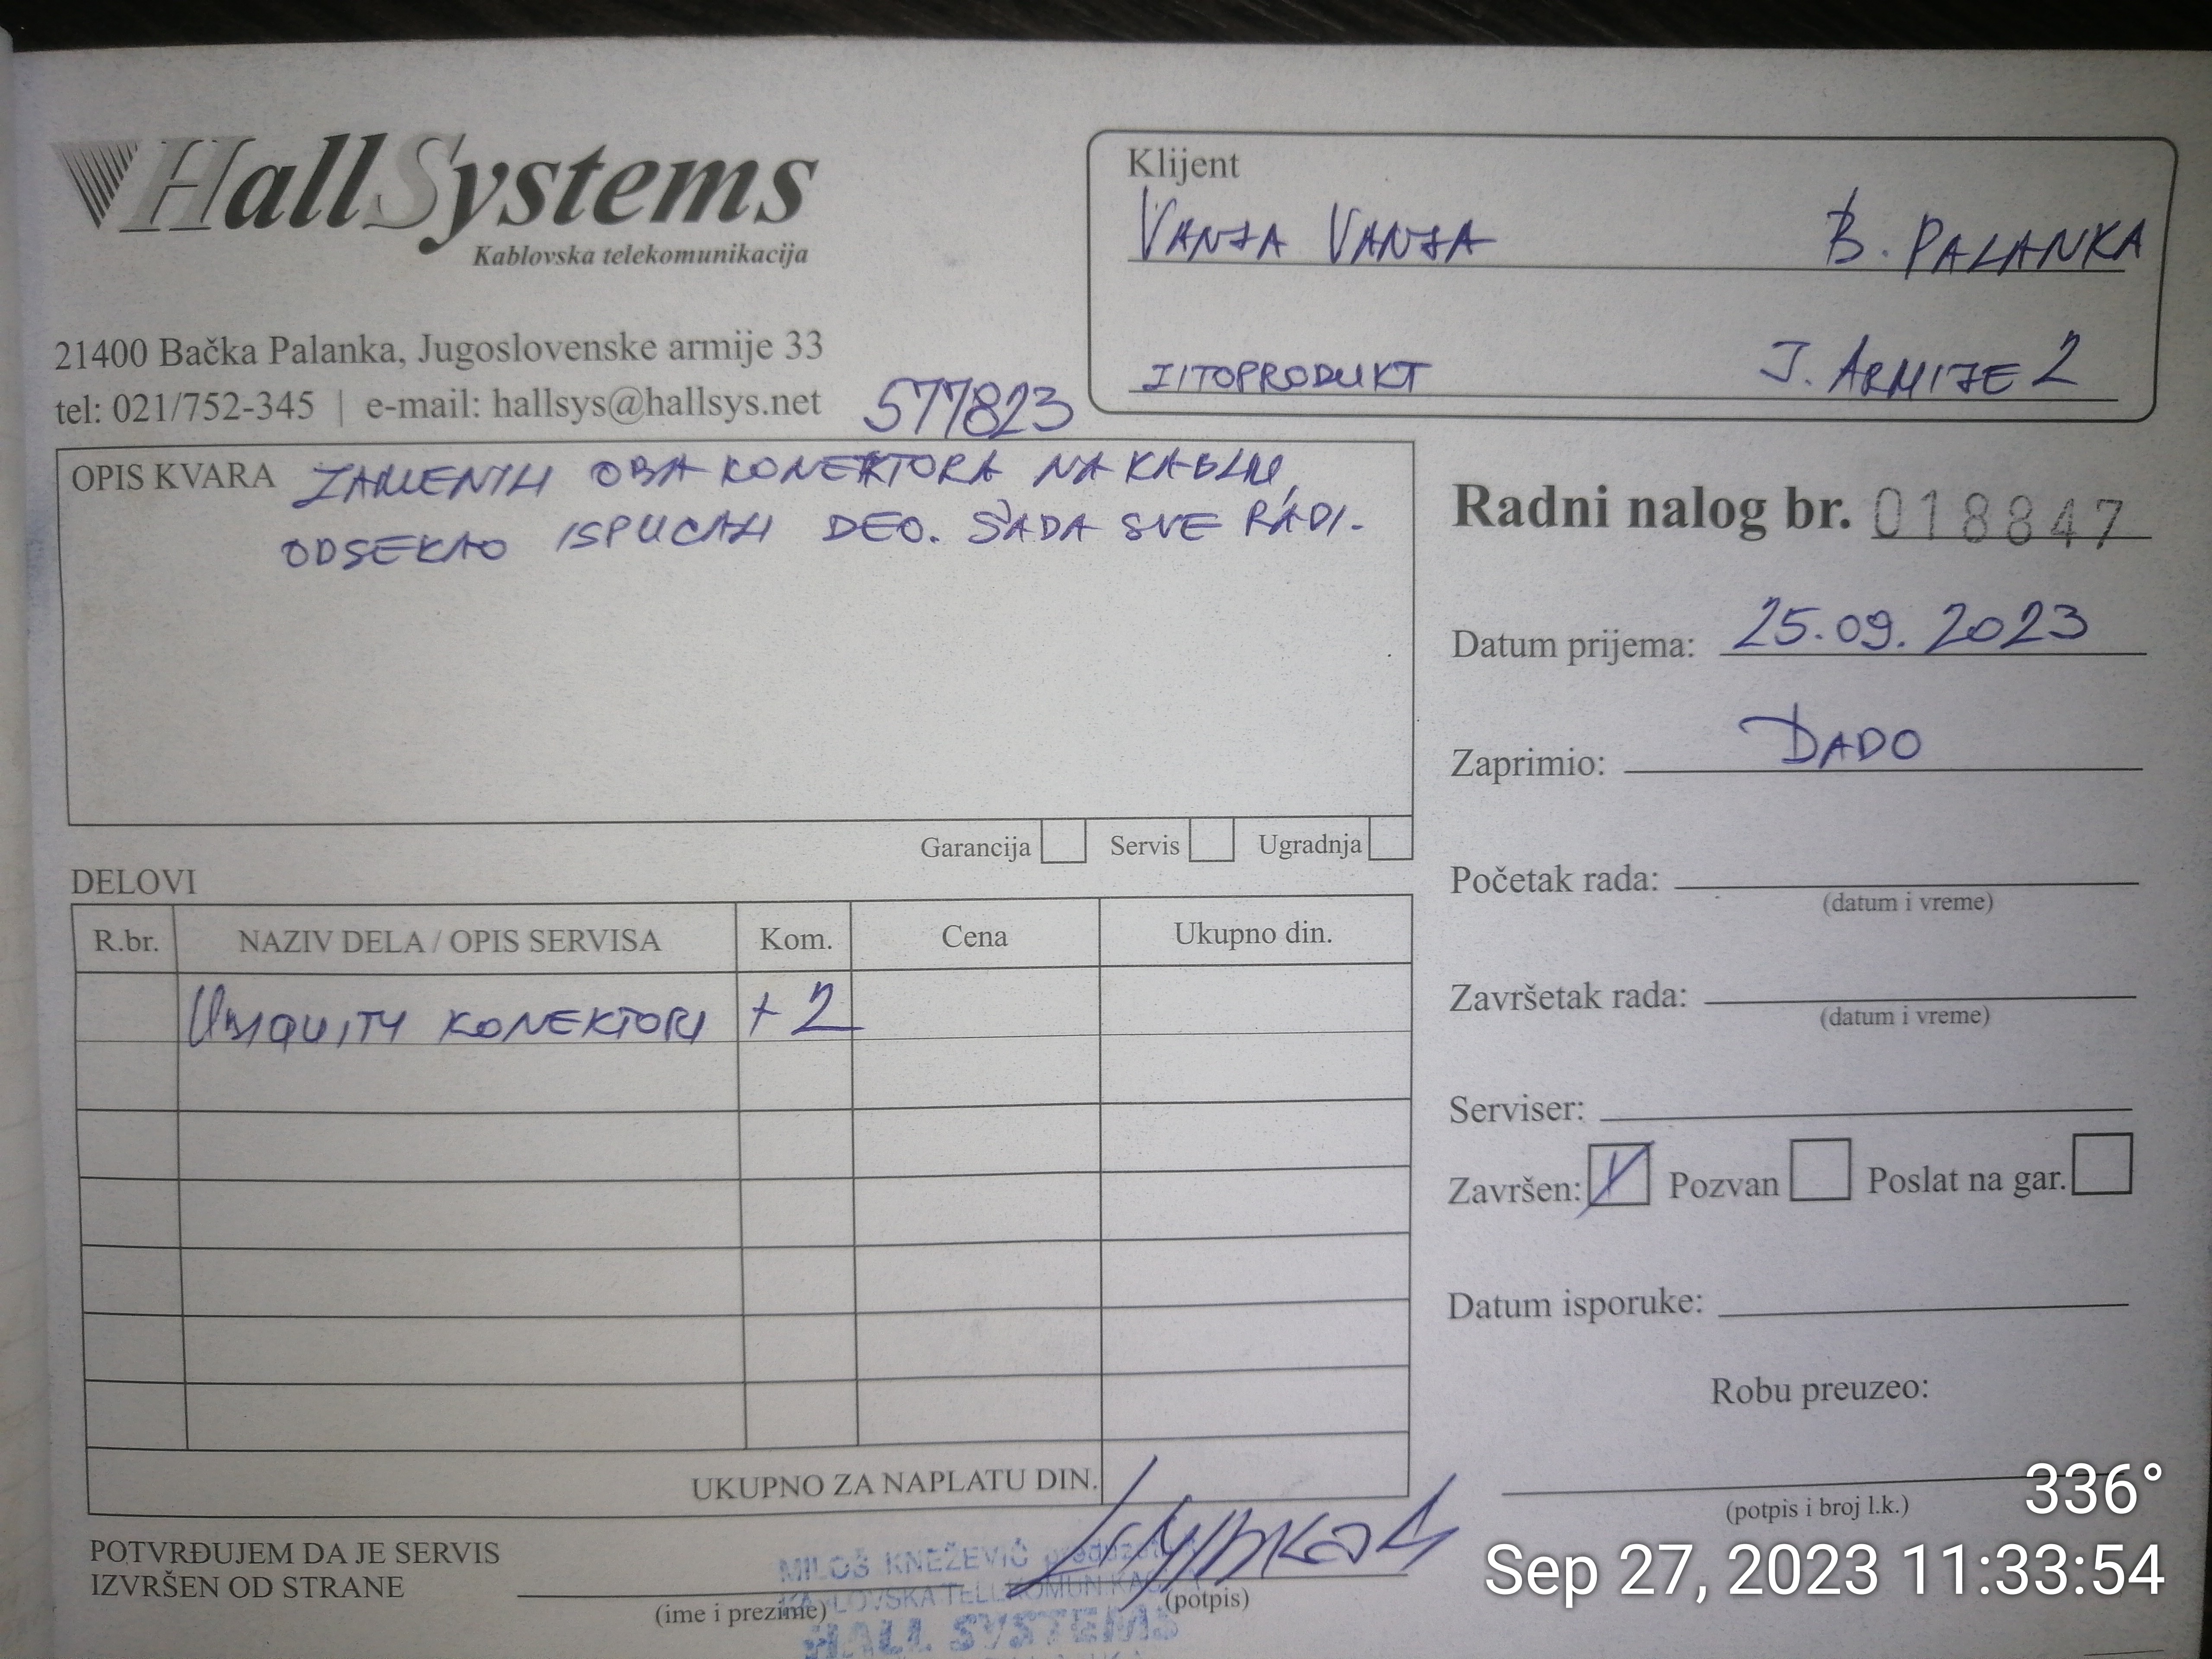 HallSystems
Kablovska telekomunikacija
21400 Bačka Palanka, Jugoslovenske armije 33
tel: 021/752-345 | e-mail: hallsys@hallsys.net
577823
Klijent
VANJA VANJA B. PALANKA
ŽITOPRODUKT J. ARMIJE 2
OPIS KVARA ZAMENILI OBA KONEKTORA NA KABLU,
ODSEKAO ISPUCALI DEO. SADA SVE RADI.
Garancija Servis Ugradnja
Radni nalog br. 018847
Datum prijema: 25.09.2023
Zaprimio: DADO
Početak rada:
(datum i vreme)
Završetak rada:
(datum i vreme)
Serviser:
Završen: Pozvan Poslat na gar.
Datum isporuke:
Robu preuzeo:
(potpis i broj l.k.)
DELOVI
R.br. NAZIV DELA / OPIS SERVISA Kom. Cena Ukupno din.
UBIQUITY KONEKTORI + 2
UKUPNO ZA NAPLATU DIN.
POTVRĐUJEM DA JE SERVIS
IZVRŠEN OD STRANE
(ime i prezime) (potpis)
MILOŠ KNEŽEVIĆ
HALL SYSTEMS
336°
Sep 27, 2023 11:33:54